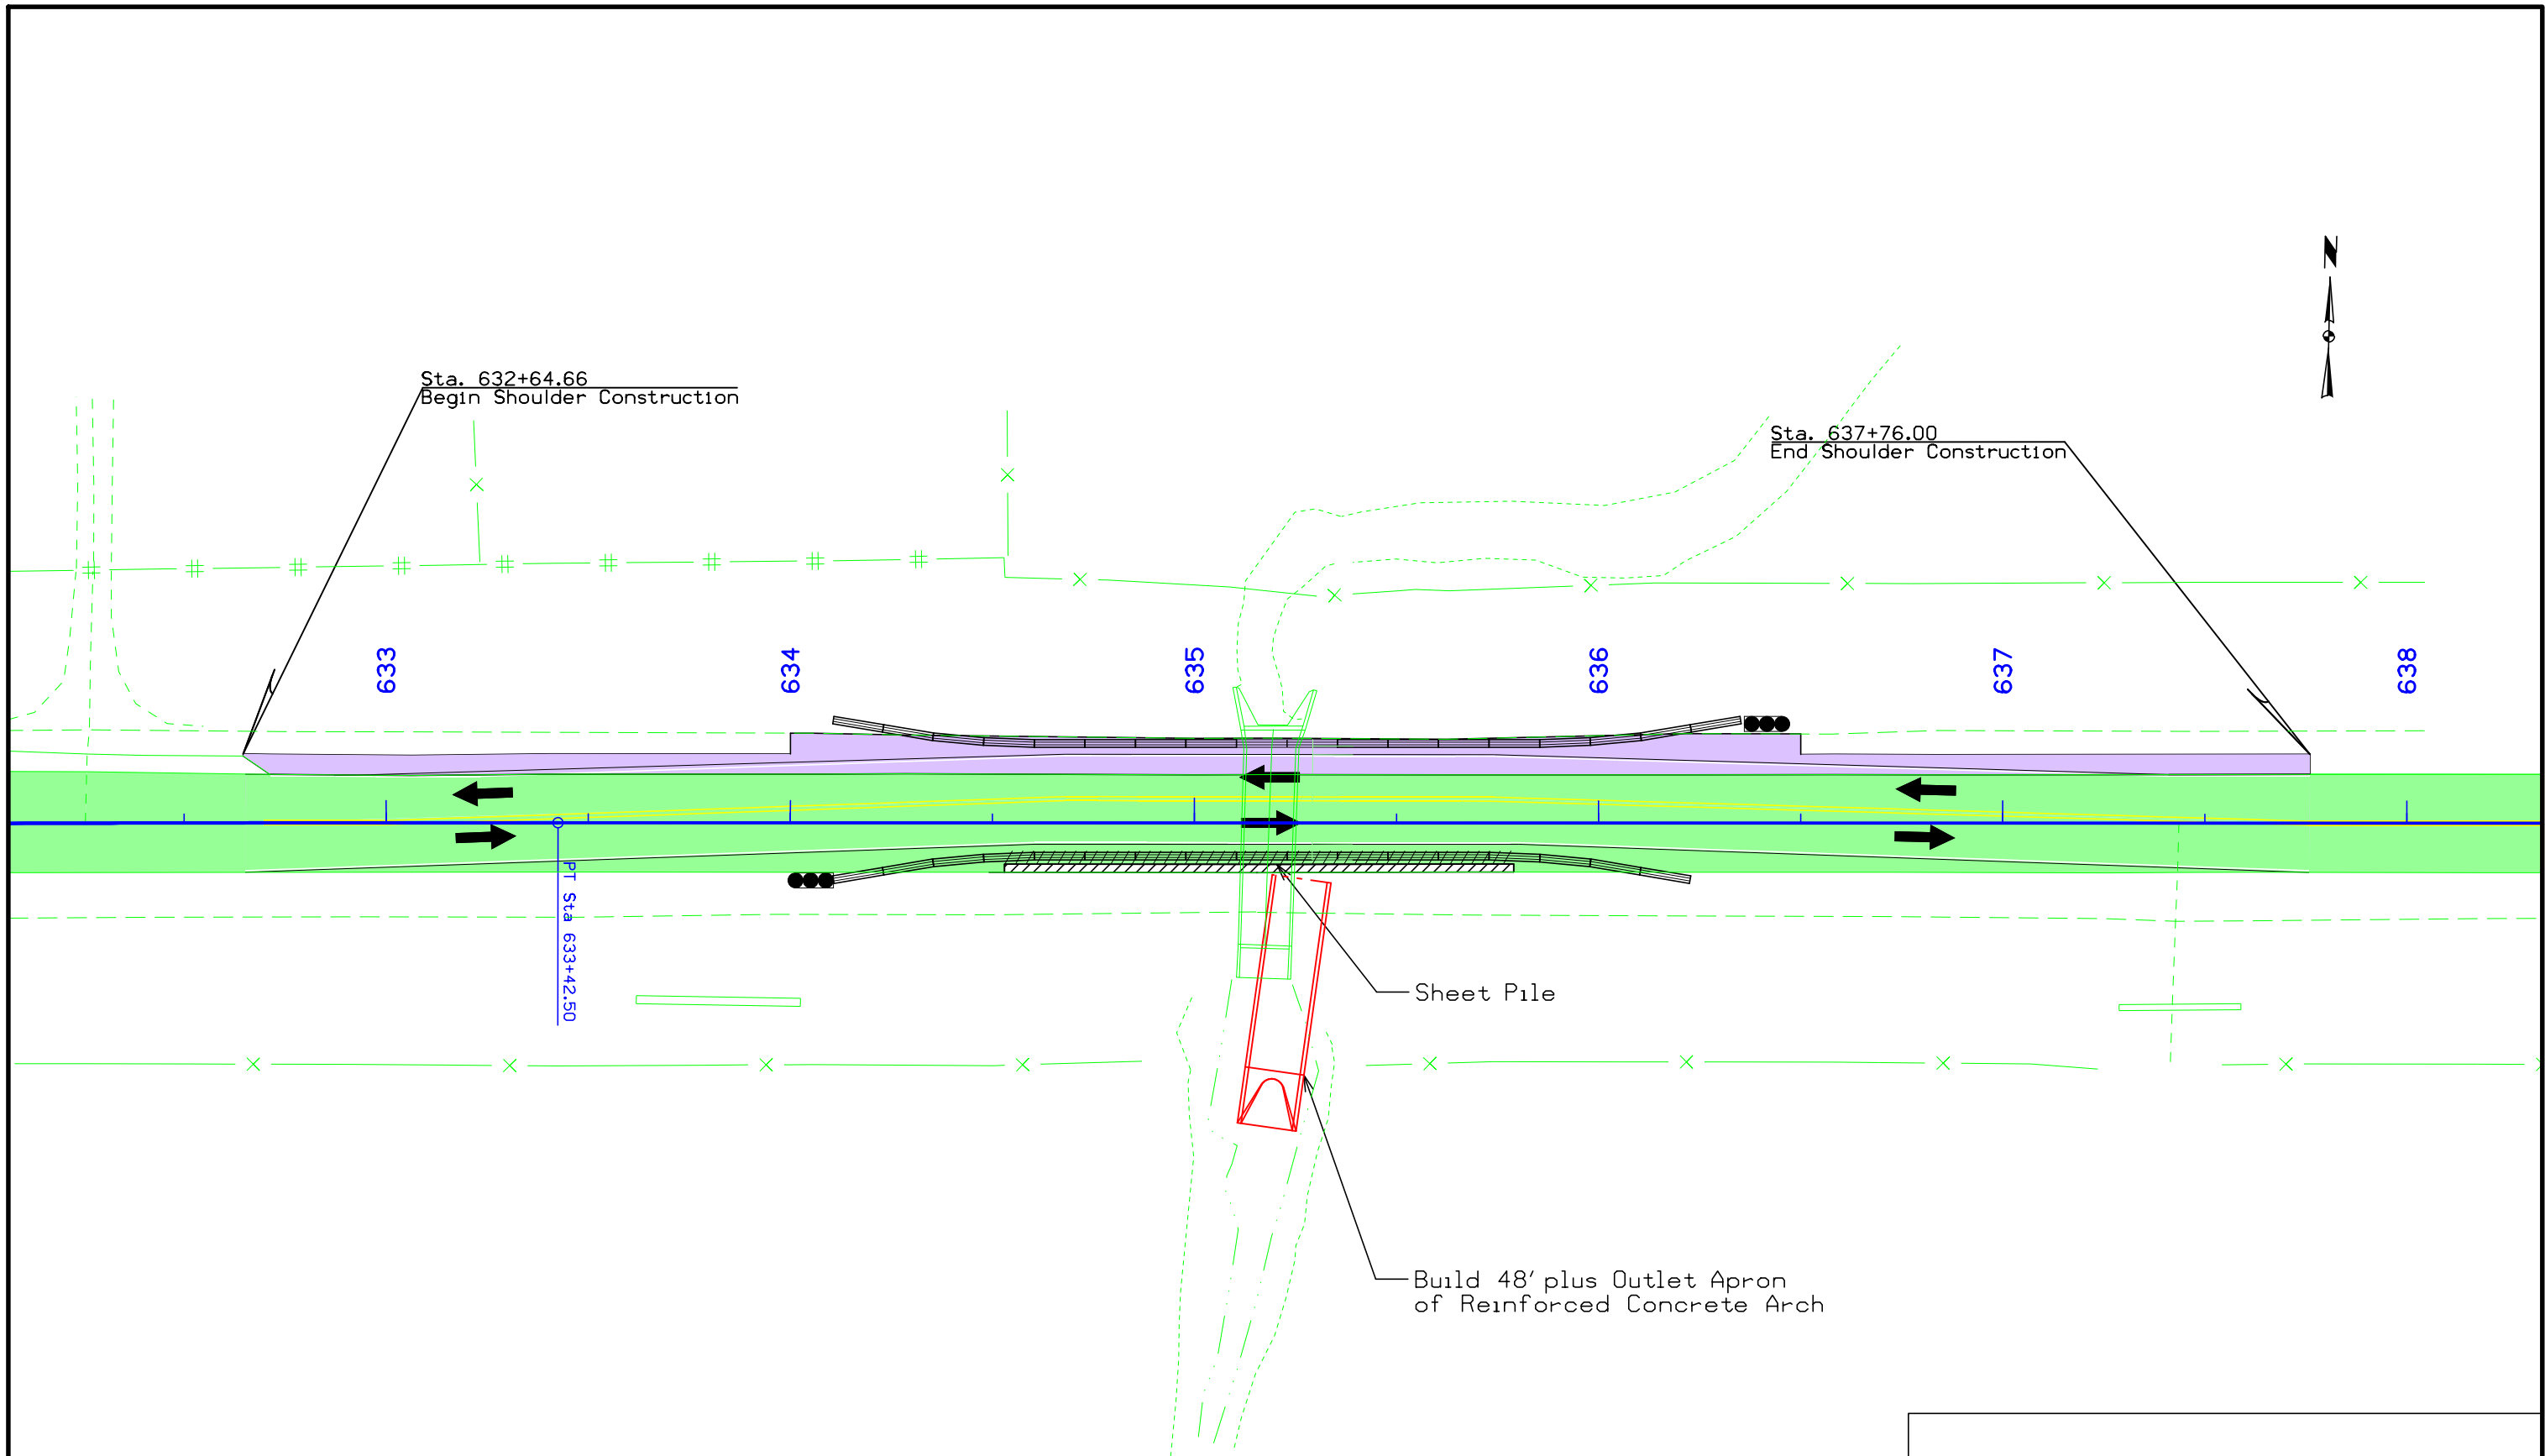 N
Sta. 632+64.66
Begin Shoulder Construction
Sta. 637+76.00
End Shoulder Construction
633
634
635
636
637
638
PT Sta 633+42.50
Sheet Pile
Build 48' plus Outlet Apron
of Reinforced Concrete Arch